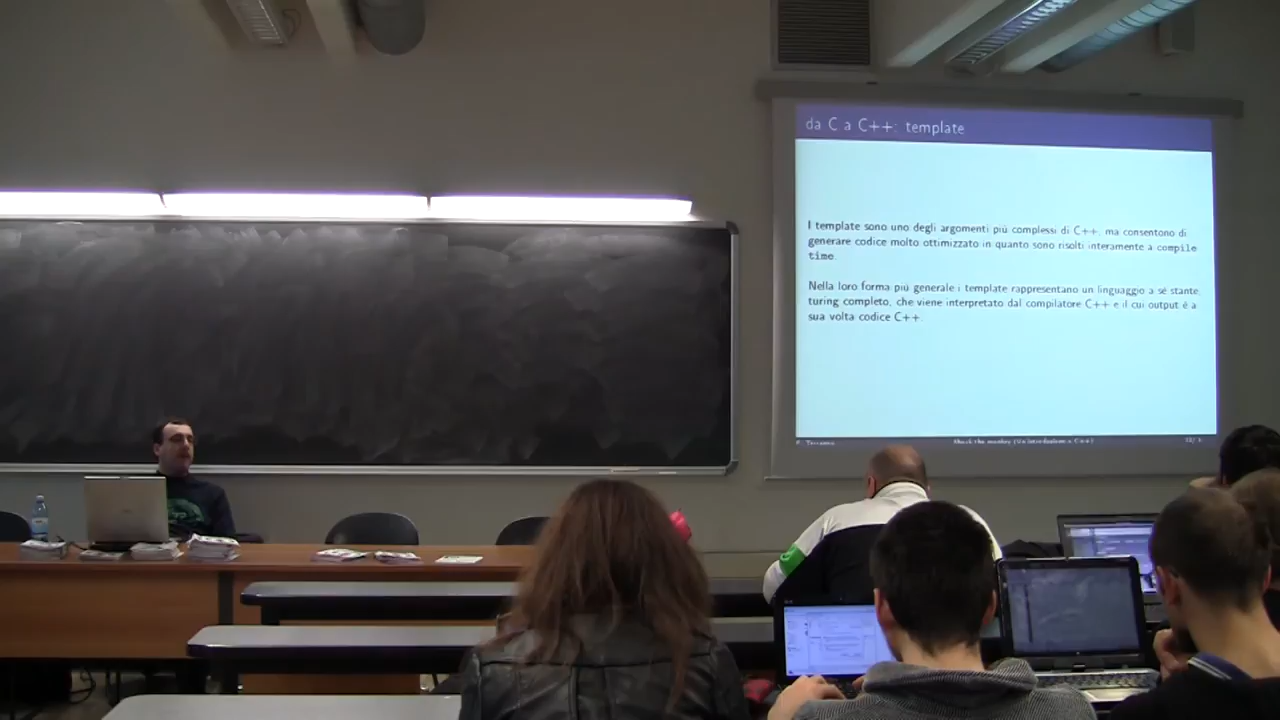 da C a C++: template
I template sono uno degli argomenti più complessi di C++, ma consentono di
generare codice molto ottimizzato in quanto sono risolti interamente a compile
time.
Nella loro forma più generale i template rappresentano un linguaggio a sé stante,
turing completo, che viene interpretato dal compilatore C++ e il cui output é a
sua volta codice C++.
(Un introduzione a C++)